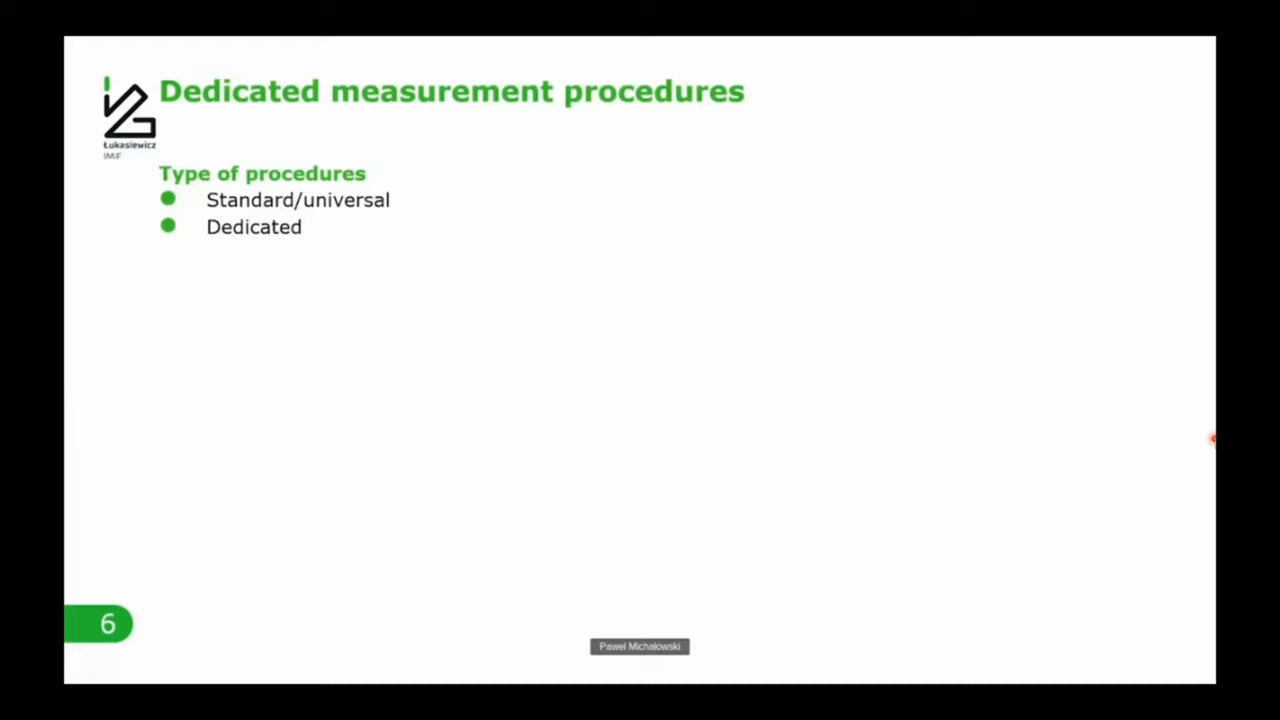 Dedicated measurement procedures
Łukasiewicz
IMiF
Type of procedures
Standard/universal
Dedicated
6
Paweł Michałowski